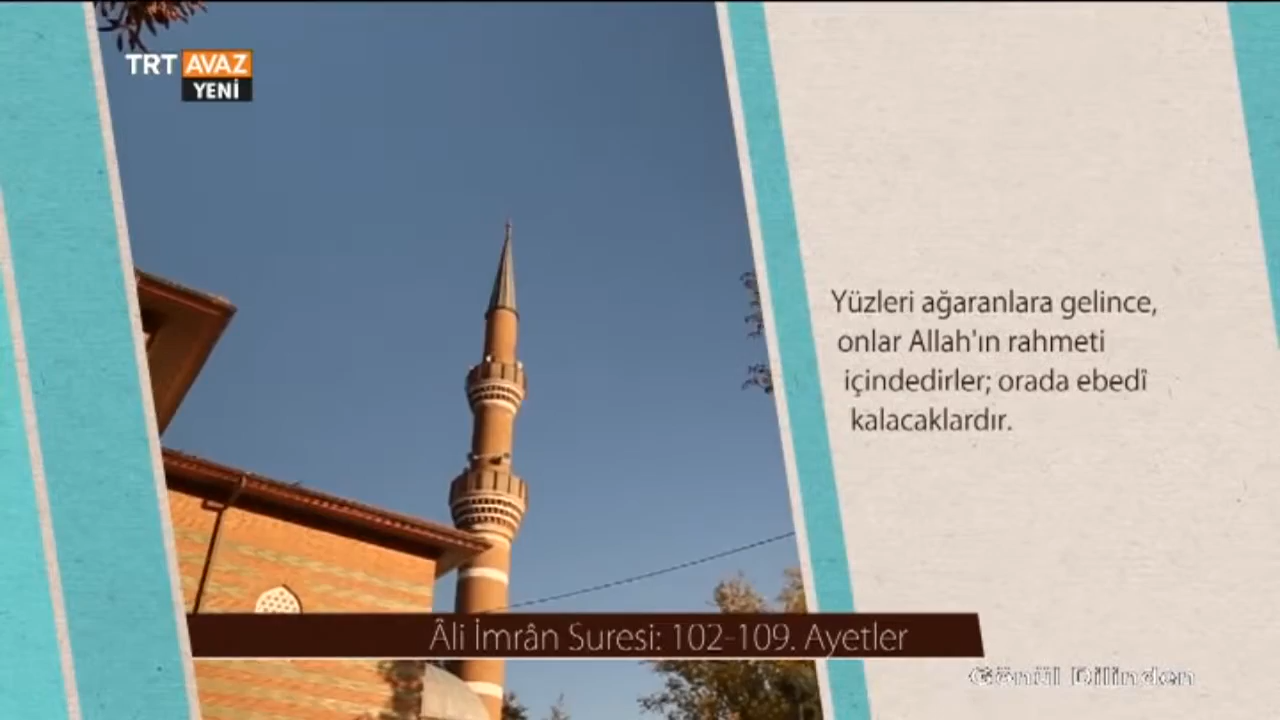 TRT AVAZ
YENİ
Yüzleri ağaranlara gelince,
onlar Allah'ın rahmeti
içindedirler; orada ebedî
kalacaklardır.
Âli İmrân Suresi: 102-109. Ayetler
Gönül Dilinden